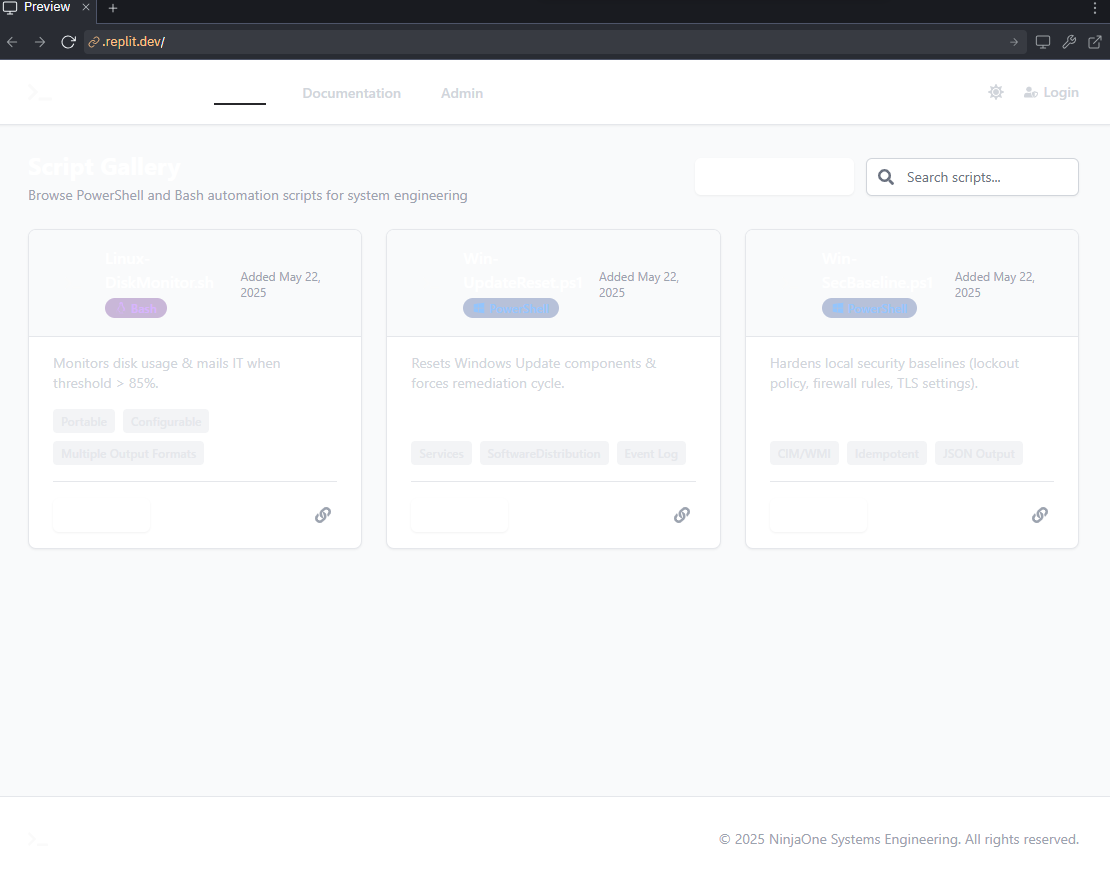 Preview
.replit.dev/
Documentation
Admin
Login
Script Gallery
Browse PowerShell and Bash automation scripts for system engineering
Search scripts...
Linux-
DiskMonitor.sh
Bash
Added May 22,
2025
Monitors disk usage & mails IT when
threshold > 85%.
Portable
Configurable
Multiple Output Formats
Win-
UpdateReset.ps1
PowerShell
Added May 22,
2025
Resets Windows Update components &
forces remediation cycle.
Services
SoftwareDistribution
Event Log
Win-
SecBaseline.ps1
PowerShell
Added May 22,
2025
Hardens local security baselines (lockout
policy, firewall rules, TLS settings).
CIM/WMI
Idempotent
JSON Output
© 2025 NinjaOne Systems Engineering. All rights reserved.